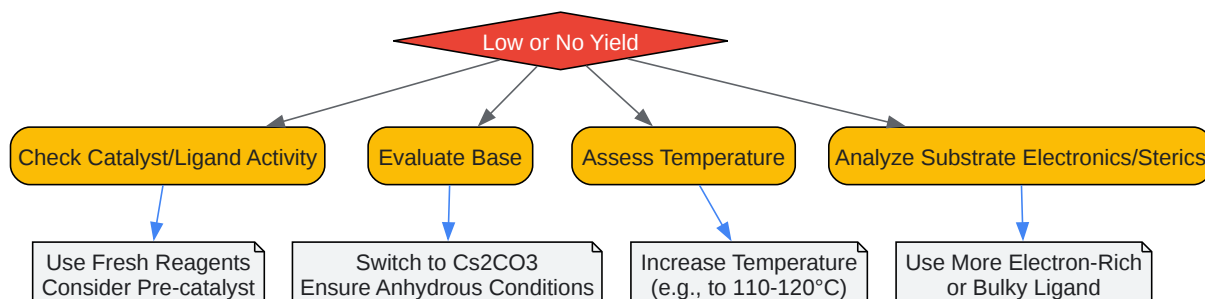 Low or No Yield
Check Catalyst/Ligand Activity
Evaluate Base
Assess Temperature
Analyze Substrate Electronics/Sterics
Use Fresh Reagents
Consider Pre-catalyst
Switch to Cs2CO3
Ensure Anhydrous Conditions
Increase Temperature
(e.g., to 110-120°C)
Use More Electron-Rich
or Bulky Ligand